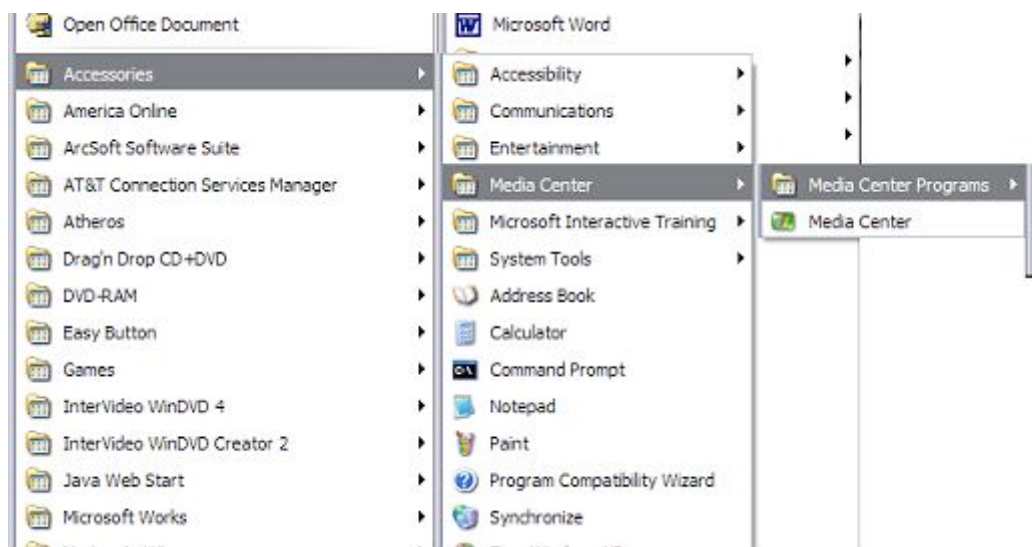 Open Office Document
Accessories
America Online
ArcSoft Software Suite
AT&T Connection Services Manager
Atheros
Drag'n Drop CD+DVD
DVD-RAM
Easy Button
Games
InterVideo WinDVD 4
InterVideo WinDVD Creator 2
Java Web Start
Microsoft Works
Microsoft Word
Accessibility
Communications
Entertainment
Media Center
Microsoft Interactive Training
System Tools
Address Book
Calculator
Command Prompt
Notepad
Paint
Program Compatibility Wizard
Synchronize
Media Center Programs
Media Center